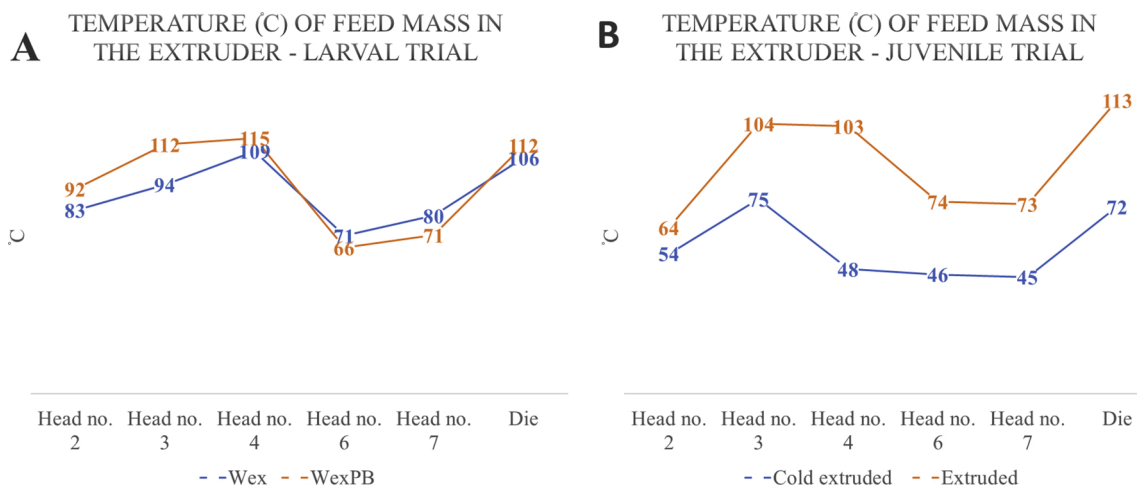 A
TEMPERATURE (°C) OF FEED MASS IN
THE EXTRUDER - LARVAL TRIAL
°C
92
112
115
66
71
112
83
94
109
71
80
106
Head no.
2
Head no.
3
Head no.
4
Head no.
6
Head no.
7
Die
Wex
WexPB
B
TEMPERATURE (°C) OF FEED MASS IN
THE EXTRUDER - JUVENILE TRIAL
°C
64
104
103
74
73
113
54
75
48
46
45
72
Head no.
2
Head no.
3
Head no.
4
Head no.
6
Head no.
7
Die
Cold extruded
Extruded